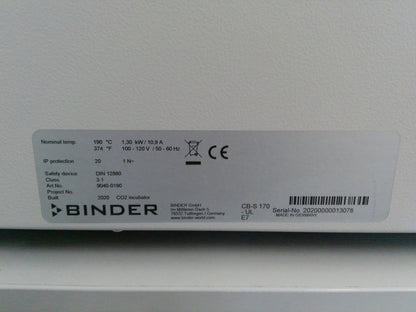 Nominal temp. 190 °C 1,30 kW / 10,9 A
374 °F 100 - 120 V / 50 - 60 Hz
IP protection 20 1 N~
Safety device DIN 12880
Class 3.1
Art.No. 9040-0190
Project No.
Built 2020 CO2 incubator
BINDER
BINDER GmbH
Im Mittleren Ösch 5
78532 Tuttlingen / Germany
www.binder-world.com
CB-S 170
- UL
E7
Serial-No 20200000013078
MADE IN GERMANY